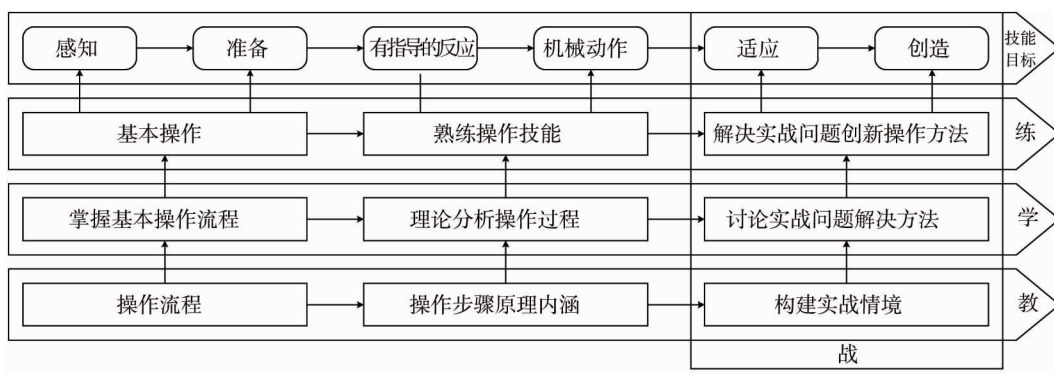 感知
准备
有指导的反应
机械动作
适应
创造
技能
目标
基本操作
熟练操作技能
解决实战问题创新操作方法
练
掌握基本操作流程
理论分析操作过程
讨论实战问题解决方法
学
操作流程
操作步骤原理内涵
构建实战情境
教
战